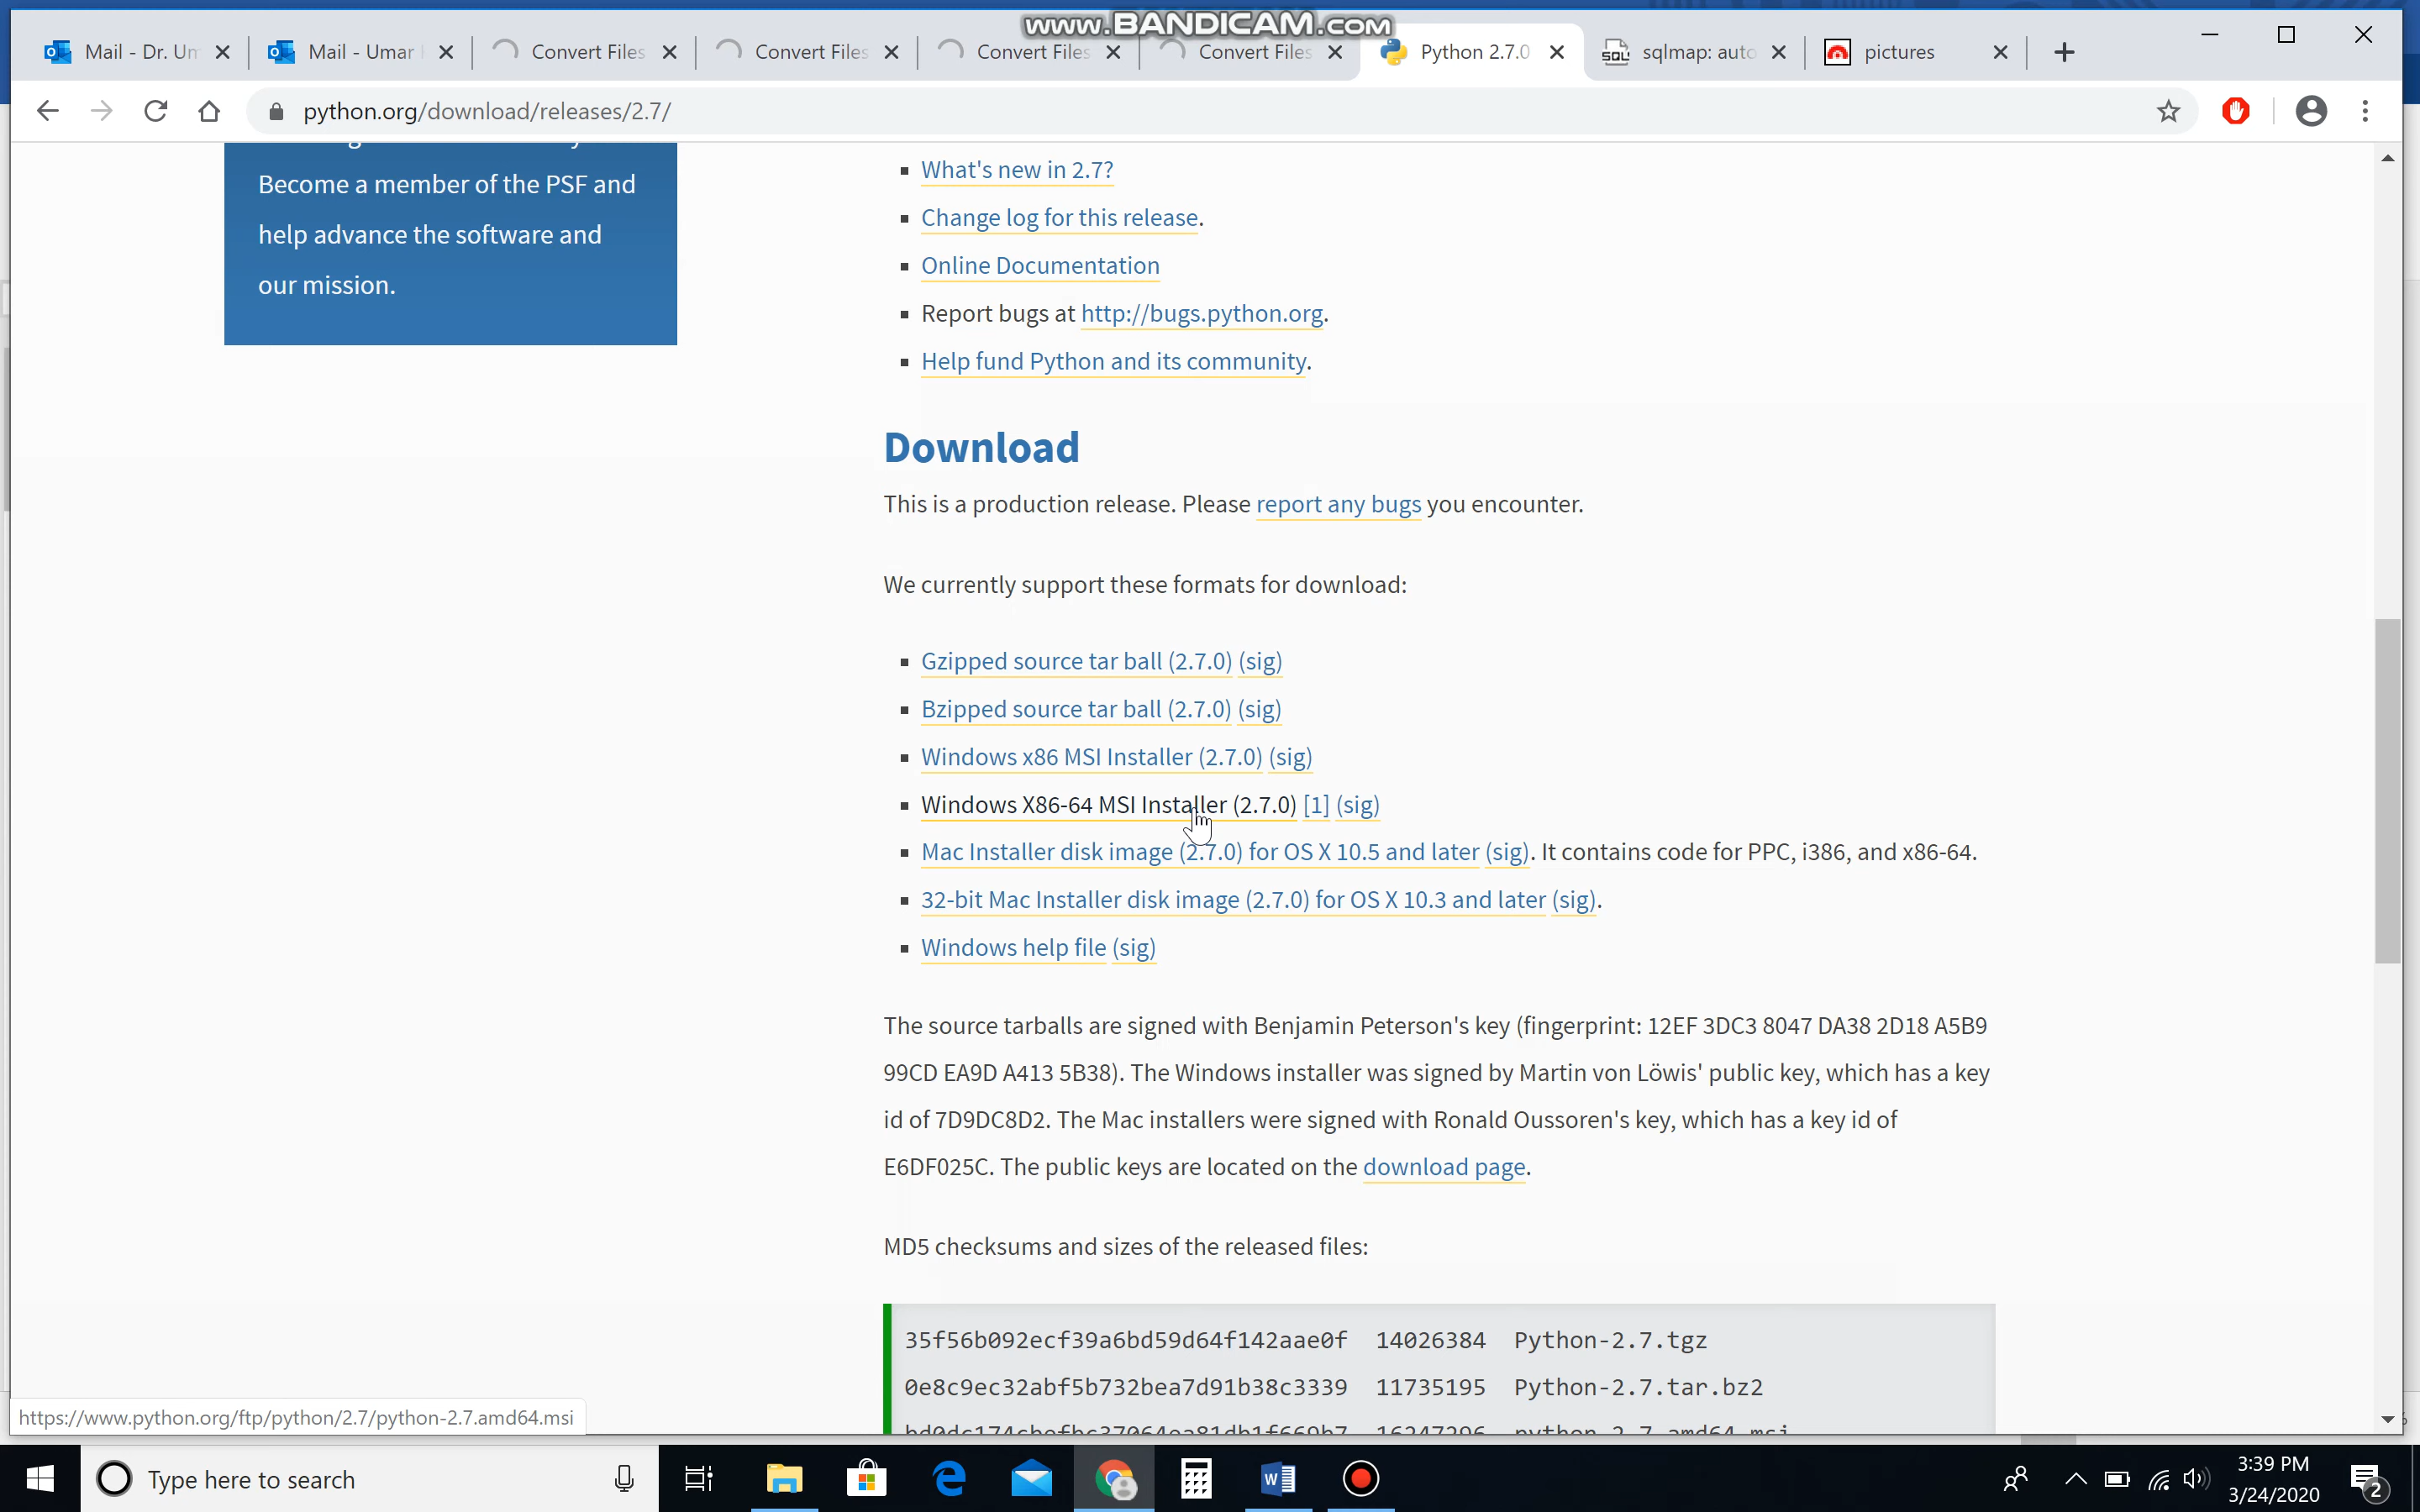 www.BANDICAM.com
Mail - Dr. Um
Mail - Umar
Convert Files
Convert Files
Convert Files
Convert Files
Python 2.7.0
SQL
sqlmap: auto
pictures
python.org/download/releases/2.7/
Become a member of the PSF and
help advance the software and
our mission.
What's new in 2.7?
Change log for this release.
Online Documentation
Report bugs at http://bugs.python.org.
Help fund Python and its community.
Download
This is a production release. Please report any bugs you encounter.
We currently support these formats for download:
Gzipped source tar ball (2.7.0) (sig)
Bzipped source tar ball (2.7.0) (sig)
Windows x86 MSI Installer (2.7.0) (sig)
Windows X86-64 MSI Installer (2.7.0) [1] (sig)
Mac Installer disk image (2.7.0) for OS X 10.5 and later (sig). It contains code for PPC, i386, and x86-64.
32-bit Mac Installer disk image (2.7.0) for OS X 10.3 and later (sig).
Windows help file (sig)
The source tarballs are signed with Benjamin Peterson's key (fingerprint: 12EF 3DC3 8047 DA38 2D18 A5B9
99CD EA9D A413 5B38). The Windows installer was signed by Martin von Löwis' public key, which has a key
id of 7D9DC8D2. The Mac installers were signed with Ronald Oussoren's key, which has a key id of
E6DF025C. The public keys are located on the download page.
MD5 checksums and sizes of the released files:
35f56b092ecf39a6bd59d64f142aae0f 14026384 Python-2.7.tgz
0e8c9ec32abf5b732bea7d91b38c3339 11735195 Python-2.7.tar.bz2
https://www.python.org/ftp/python/2.7/python-2.7.amd64.msi
Type here to search
3:39 PM
3/24/2020
2